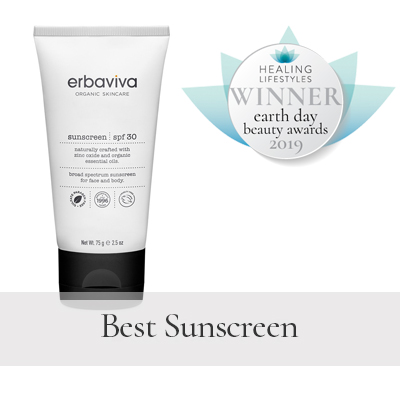 erbaviva
ORGANIC SKINCARE
sunscreen | spf 30
naturally crafted with
zinc oxide and organic
essential oils.
broad spectrum sunscreen
for face and body.
1996
Net Wt. 75 g ℮ 2.5 oz
HEALING
LIFESTYLES
WINNER
earth day
beauty awards
2019
Best Sunscreen